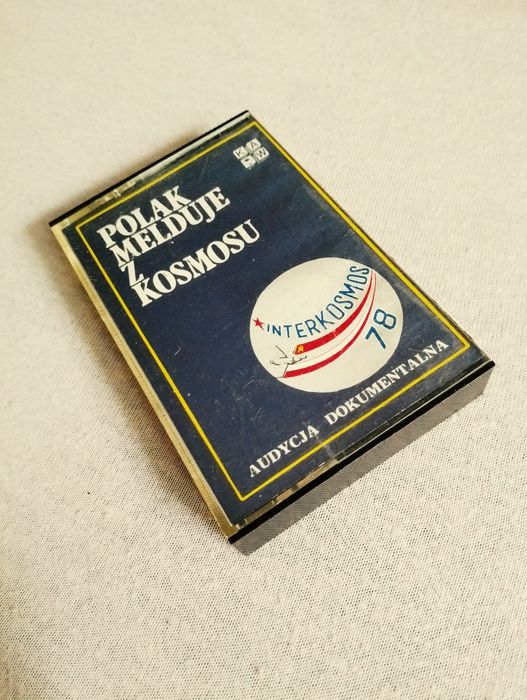 K A
R W
POLAK
MELDUJE
Z
KOSMOSU
INTERKOSMOS
78
AUDYCJA DOKUMENTALNA